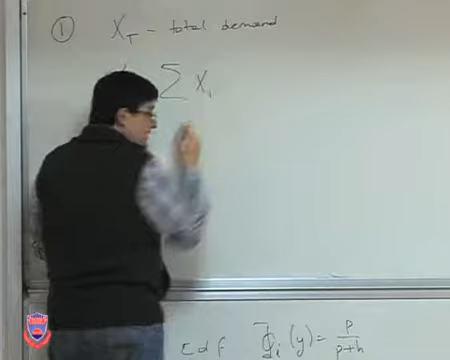 ① X_T - total demand
∑ X_i
cdf Φ_i (y) = p/(p+h)